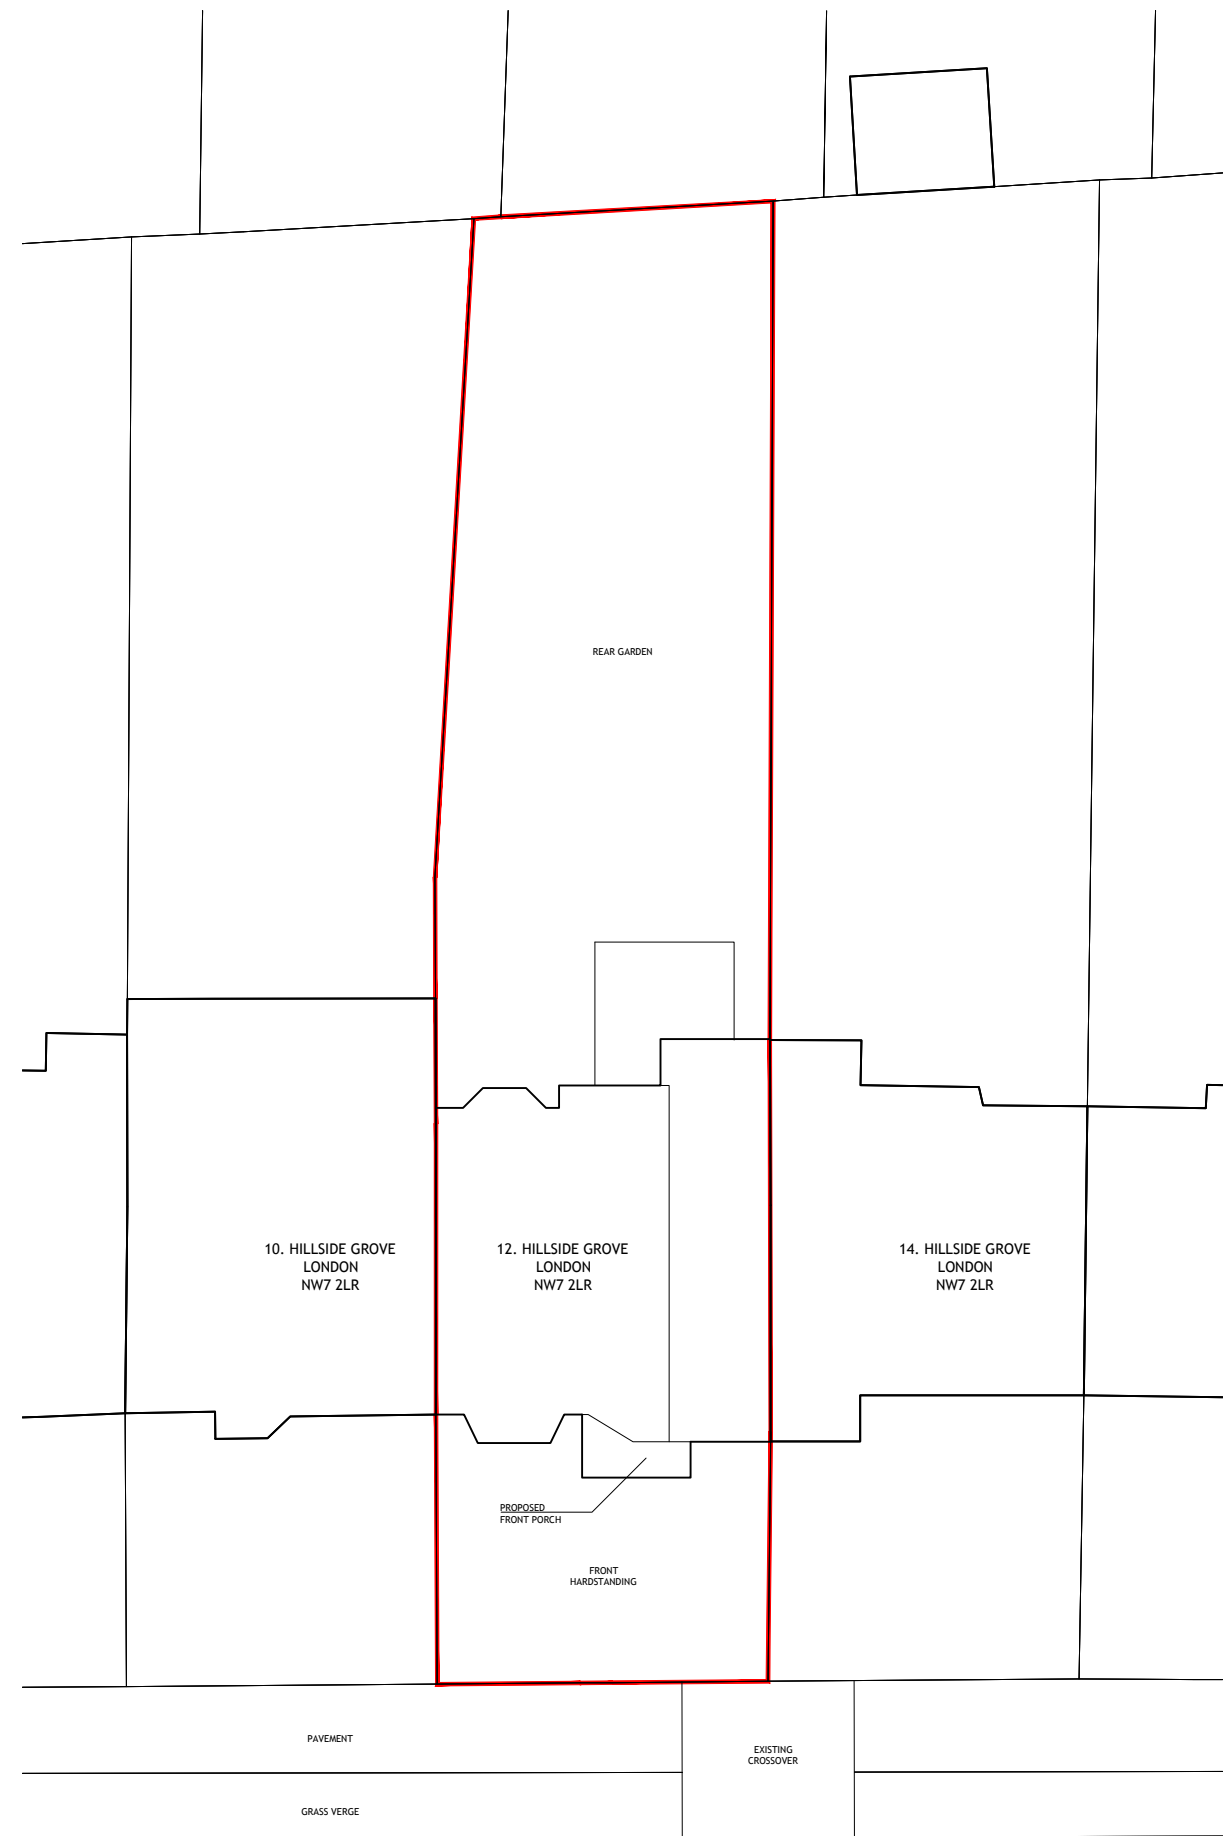 REAR GARDEN
10. HILLSIDE GROVE
LONDON
NW7 2LR
12. HILLSIDE GROVE
LONDON
NW7 2LR
14. HILLSIDE GROVE
LONDON
NW7 2LR
PROPOSED
FRONT PORCH
FRONT
HARDSTANDING
PAVEMENT
EXISTING
CROSSOVER
GRASS VERGE